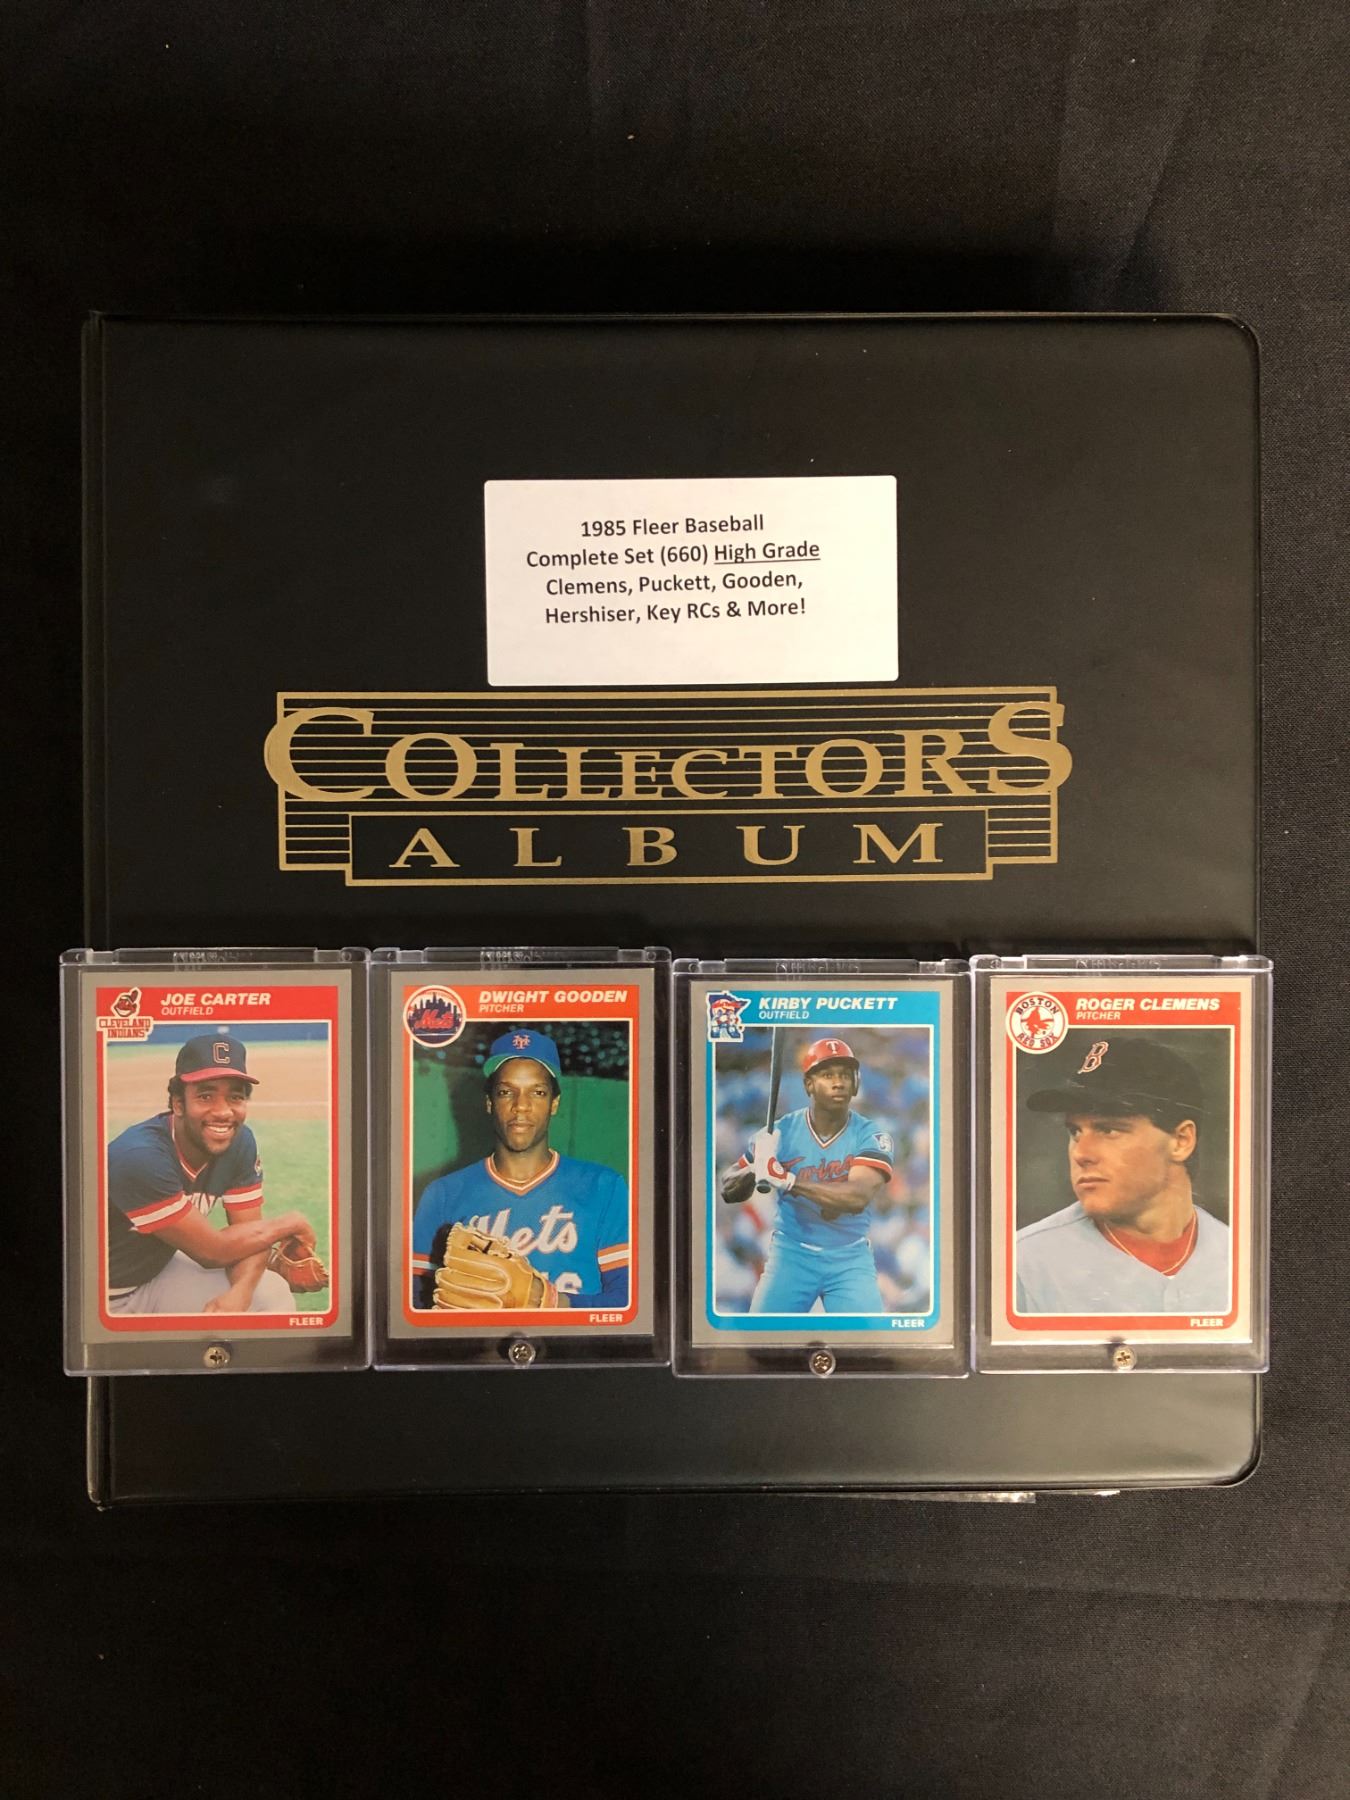 1985 Fleer Baseball
Complete Set (660) High Grade
Clemens, Puckett, Gooden,
Hershiser, Key RCs & More!
COLLECTORS
ALBUM
CLEVELAND
INDIANS
JOE CARTER
OUTFIELD
C
FLEER
Mets
DWIGHT GOODEN
PITCHER
NY
Mets
FLEER
KIRBY PUCKETT
OUTFIELD
T
Twins
FLEER
BOSTON
RED SOX
ROGER CLEMENS
PITCHER
B
FLEER